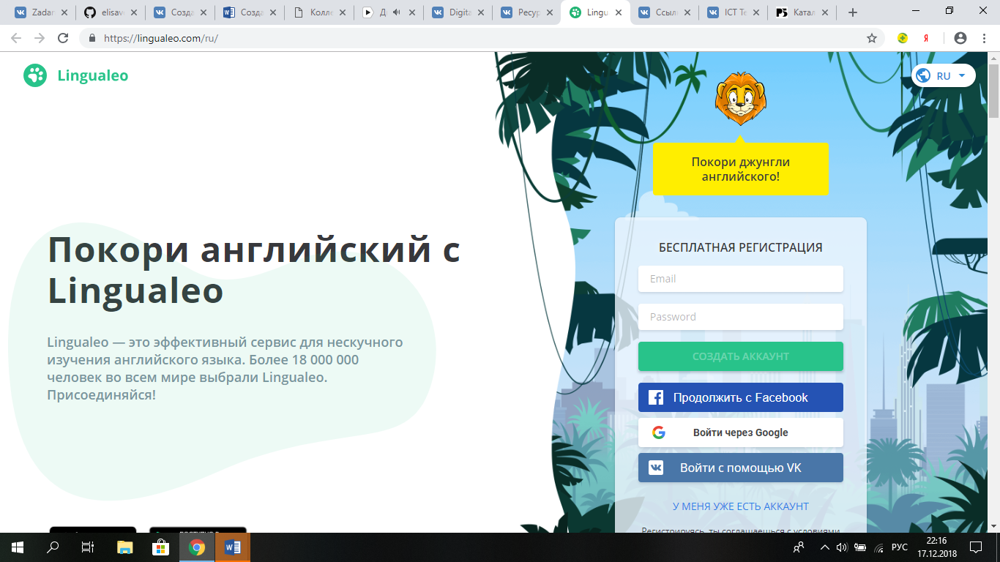 Zadan
elisav
Созда
Созда
Колле
Д
Digita
Ресур
Lingu
Ссыл
ICT Te
Катал
https://lingualeo.com/ru/
Lingualeo
RU
Покори джунгли
английского!
Покори английский с
Lingualeo
Lingualeo — это эффективный сервис для нескучного
изучения английского языка. Более 18 000 000
человек во всем мире выбрали Lingualeo.
Присоединяйся!
БЕСПЛАТНАЯ РЕГИСТРАЦИЯ
Email
Password
СОЗДАТЬ АККАУНТ
Продолжить с Facebook
Войти через Google
Войти с помощью VK
У МЕНЯ УЖЕ ЕСТЬ АККАУНТ
Регистрируясь, ты соглашаешься с условиями
РУС
22:16
17.12.2018